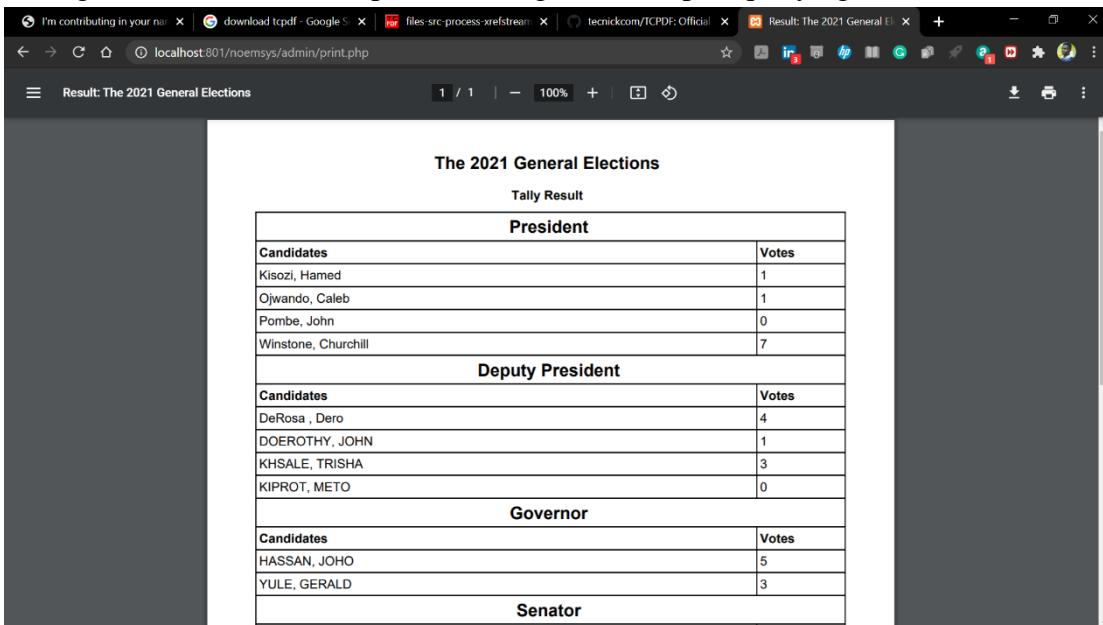 I'm contributing in your nar
download tcpdf - Google S
files-src-process-xrefstream
tecnickcom/TCPDF: Official
Result: The 2021 General El
localhost:801/noemsys/admin/print.php
Result: The 2021 General Elections
1 / 1
100%
The 2021 General Elections
Tally Result
President
Candidates Votes
Kisozi, Hamed 1
Ojwando, Caleb 1
Pombe, John 0
Winstone, Churchill 7
Deputy President
Candidates Votes
DeRosa , Dero 4
DOEROTHY, JOHN 1
KHSALE, TRISHA 3
KIPROT, METO 0
Governor
Candidates Votes
HASSAN, JOHO 5
YULE, GERALD 3
Senator